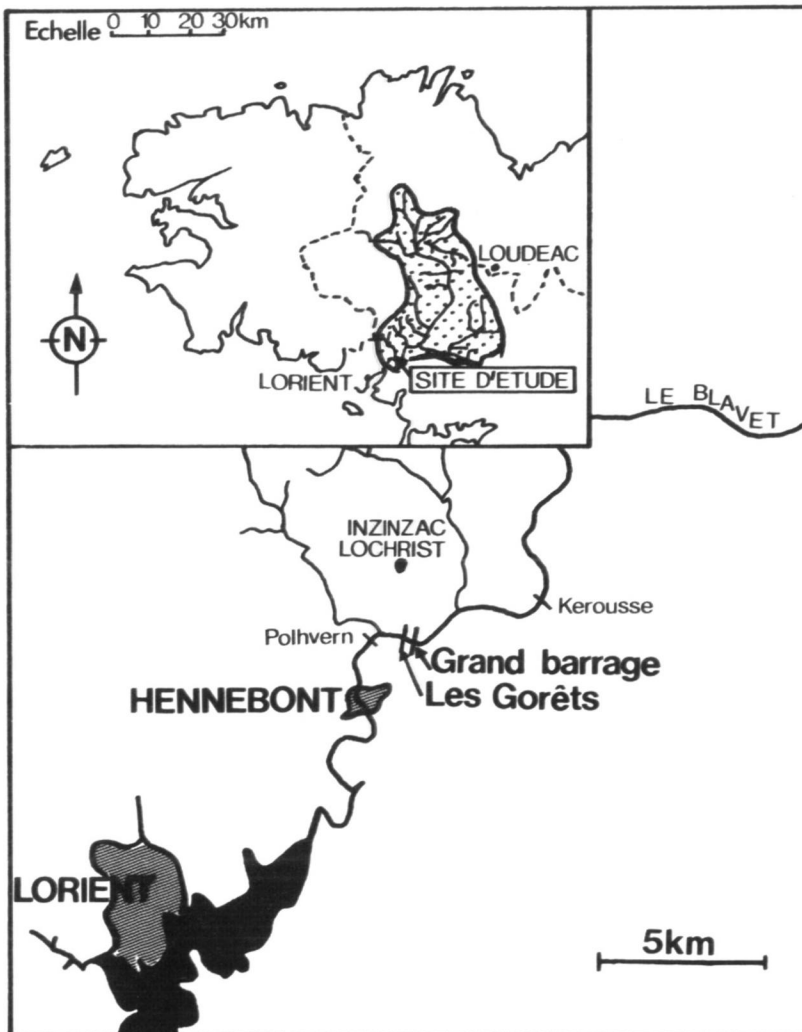 Echelle 0 10 20 30km
LOUDEAC
N
LORIENT
SITE D'ETUDE
LE BLAVET
INZINZAC
LOCHRIST
Kerousse
Polhvern
Grand barrage
Les Gorêts
HENNEBONT
LORIENT
5km